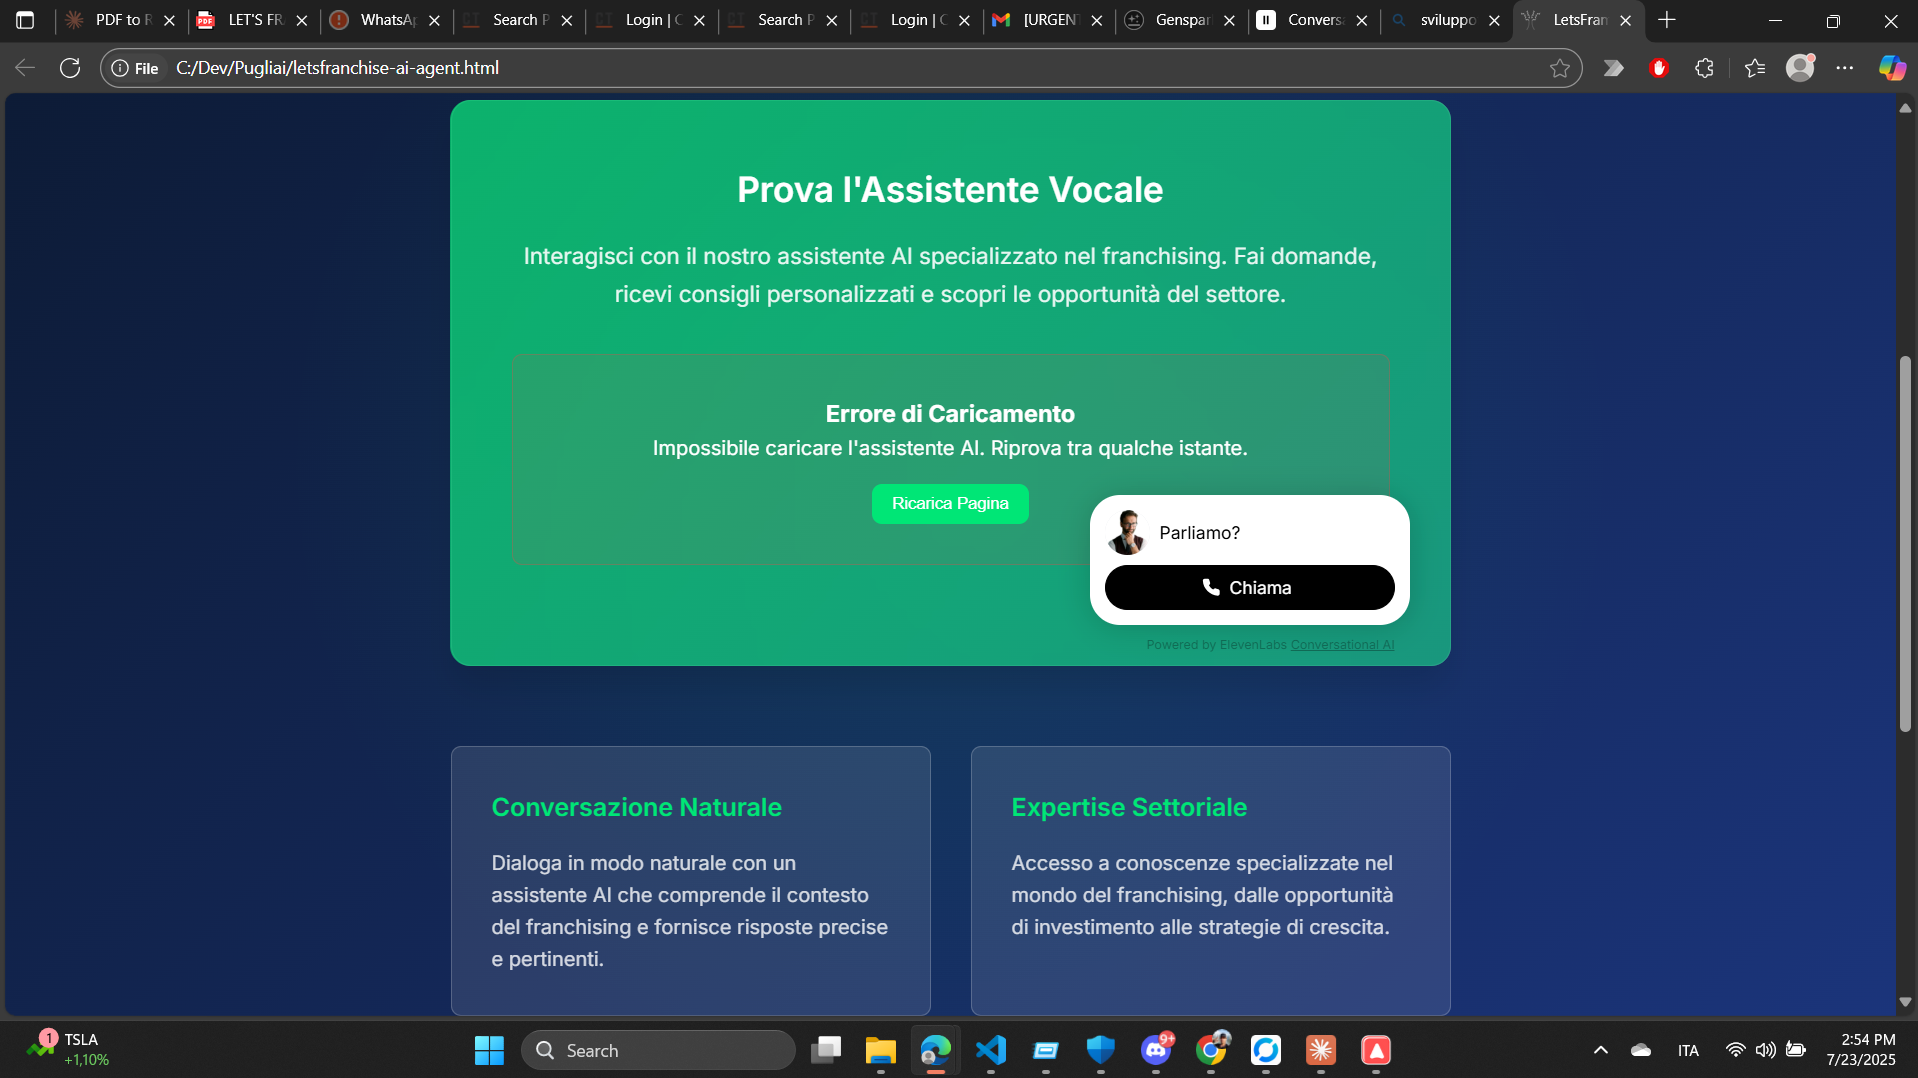 PDF to R
LET'S FRA
WhatsAp
Search P
Login | C
Search P
Login | C
[URGENT
Genspar
Convers
sviluppo
LetsFran
File
C:/Dev/Pugliai/letsfranchise-ai-agent.html
Prova l'Assistente Vocale
Interagisci con il nostro assistente AI specializzato nel franchising. Fai domande,
ricevi consigli personalizzati e scopri le opportunità del settore.
Errore di Caricamento
Impossibile caricare l'assistente AI. Riprova tra qualche istante.
Ricarica Pagina
Parliamo?
Chiama
Powered by ElevenLabs Conversational AI
Conversazione Naturale
Dialoga in modo naturale con un
assistente AI che comprende il contesto
del franchising e fornisce risposte precise
e pertinenti.
Expertise Settoriale
Accesso a conoscenze specializzate nel
mondo del franchising, dalle opportunità
di investimento alle strategie di crescita.
1
TSLA
+1,10%
Search
9+
ITA
2:54 PM
7/23/2025